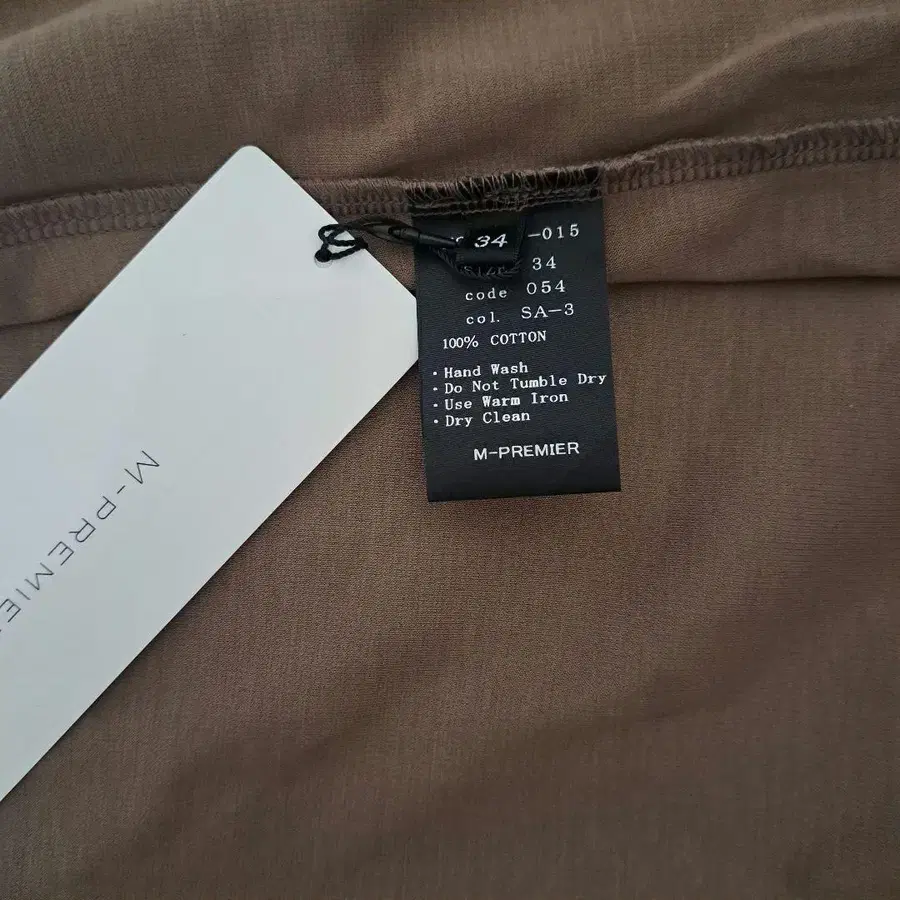 34 -015
34
code 054
col. SA-3
100% COTTON
· Hand Wash
· Do Not Tumble Dry
· Use Warm Iron
· Dry Clean
M-PREMIER
M-PREMIE